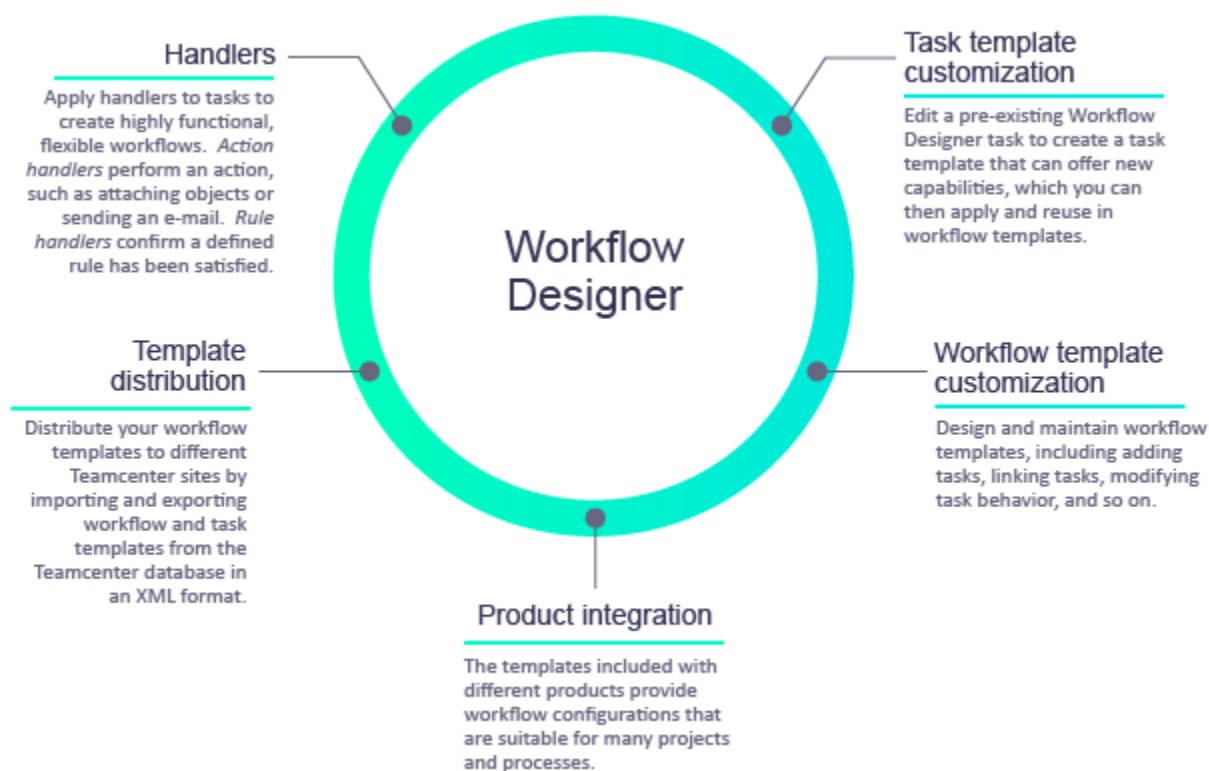 Workflow
Designer
Handlers
Apply handlers to tasks to
create highly functional,
flexible workflows. Action
handlers perform an action,
such as attaching objects or
sending an e-mail. Rule
handlers confirm a defined
rule has been satisfied.
Task template
customization
Edit a pre-existing Workflow
Designer task to create a task
template that can offer new
capabilities, which you can
then apply and reuse in
workflow templates.
Template
distribution
Distribute your workflow
templates to different
Teamcenter sites by
importing and exporting
workflow and task
templates from the
Teamcenter database in
an XML format.
Workflow template
customization
Design and maintain workflow
templates, including adding
tasks, linking tasks, modifying
task behavior, and so on.
Product integration
The templates included with
different products provide
workflow configurations that
are suitable for many projects
and processes.